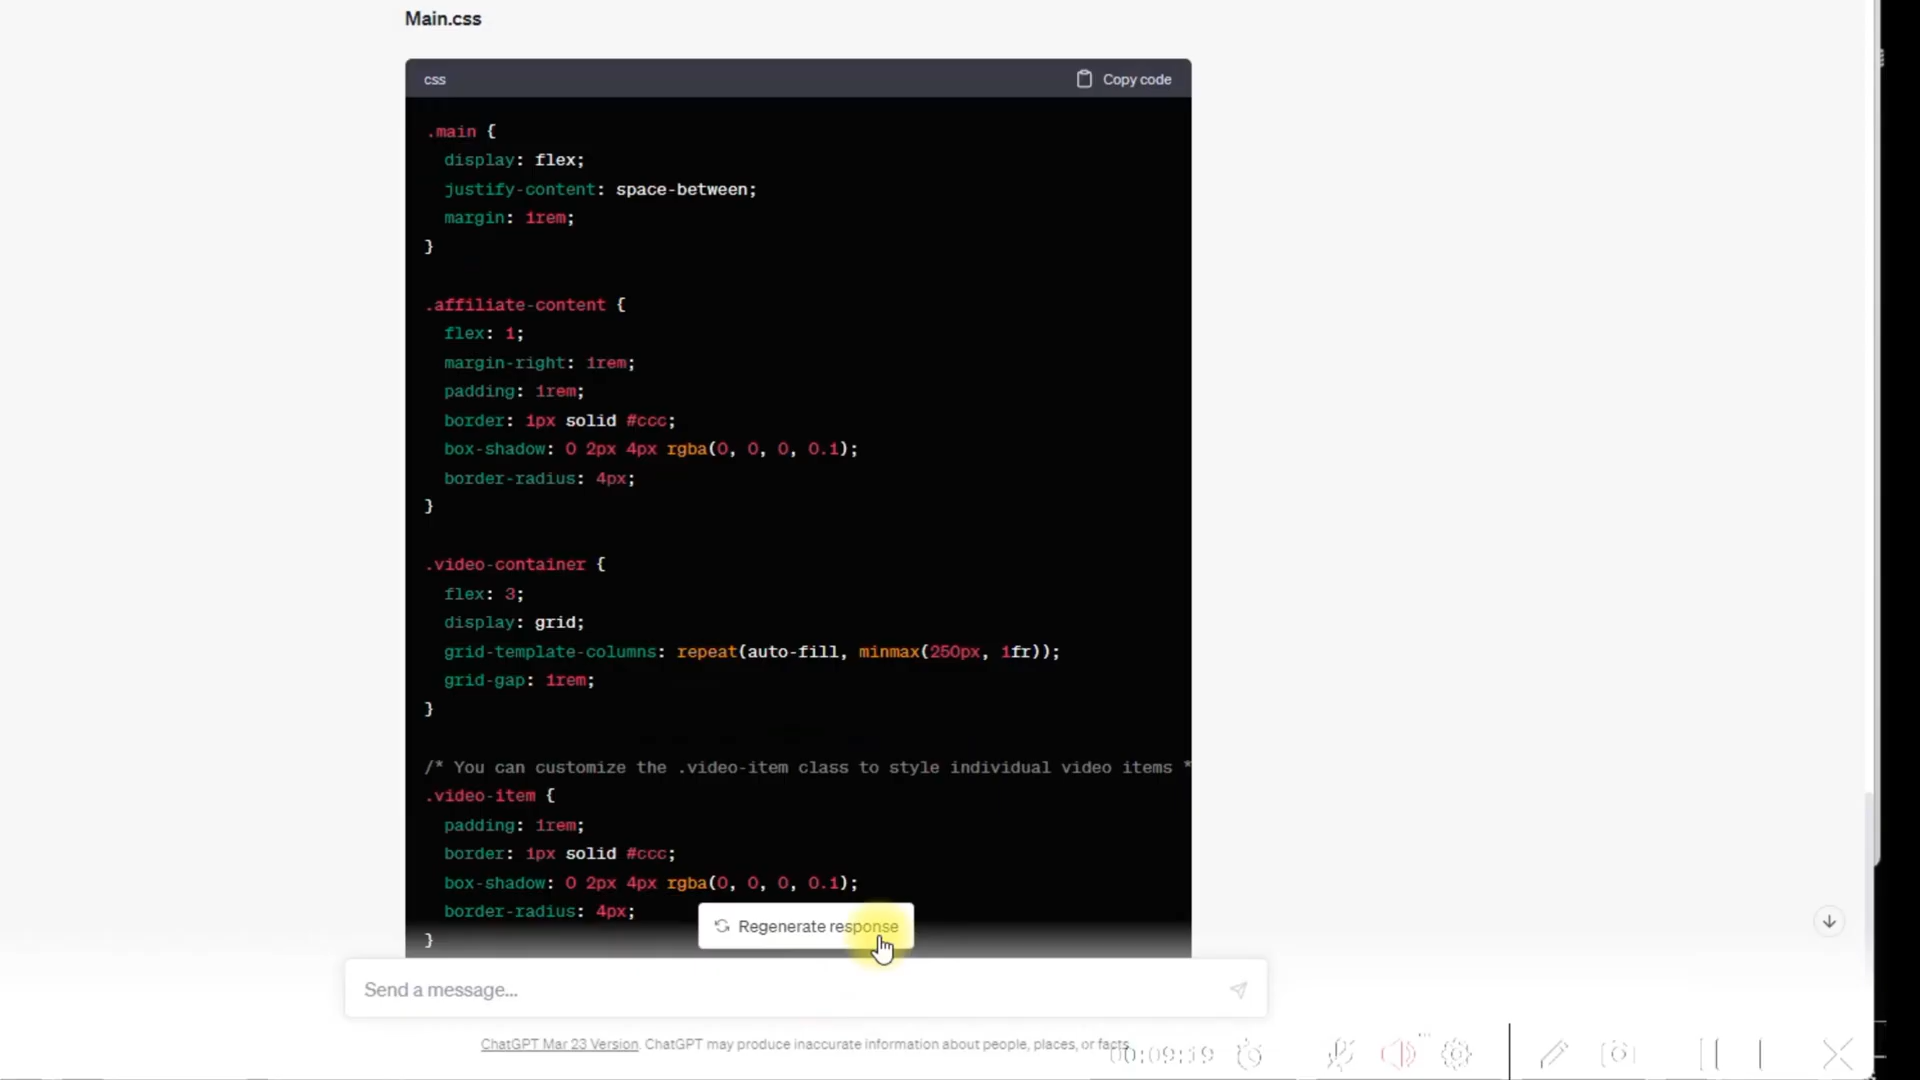 Main.css
css
Copy code
.main {
display: flex;
justify-content: space-between;
margin: 1rem;
}
.affiliate-content {
flex: 1;
margin-right: 1rem;
padding: 1rem;
border: 1px solid #ccc;
box-shadow: 0 2px 4px rgba(0, 0, 0, 0.1);
border-radius: 4px;
}
.video-container {
flex: 3;
display: grid;
grid-template-columns: repeat(auto-fill, minmax(250px, 1fr));
grid-gap: 1rem;
}
/* You can customize the .video-item class to style individual video items *
.video-item {
padding: 1rem;
border: 1px solid #ccc;
box-shadow: 0 2px 4px rgba(0, 0, 0, 0.1);
border-radius: 4px;
}
Regenerate response
Send a message...
ChatGPT Mar 23 Version. ChatGPT may produce inaccurate information about people, places, or facts.
00:09:19